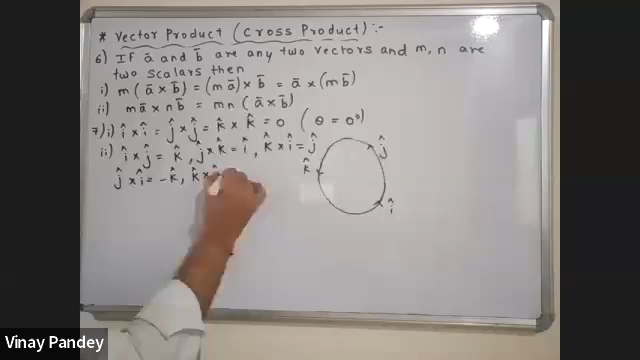 * Vector Product (Cross Product) :-
6) If ā and b̄ are any two vectors and m, n are
two scalars then
i) m (ā × b̄) = (m ā) × b̄ = ā × (m b̄)
ii) m ā × n b̄ = mn (ā × b̄)
7) i) î × î = ĵ × ĵ = k̂ × k̂ = 0 (θ = 0°)
ii) î × ĵ = k̂, ĵ × k̂ = î, k̂ × î = ĵ
ĵ × î = -k̂, k̂ ×
ĵ
k̂
î
Vinay Pandey